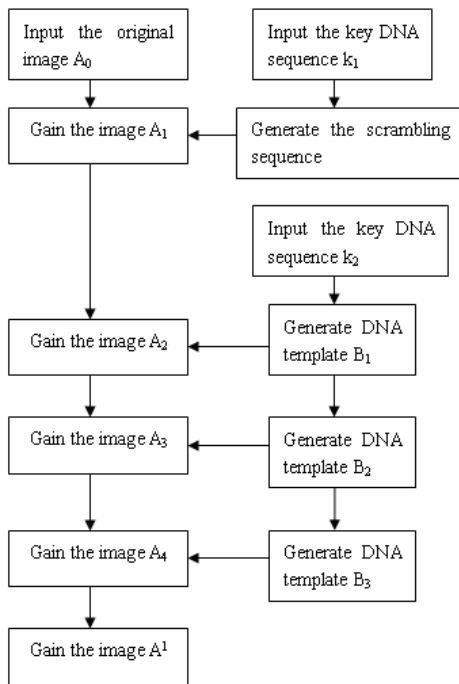 Input the original
image A₀
Input the key DNA
sequence k₁
Gain the image A₁
Generate the scrambling
sequence
Input the key DNA
sequence k₂
Gain the image A₂
Generate DNA
template B₁
Gain the image A₃
Generate DNA
template B₂
Gain the image A₄
Generate DNA
template B₃
Gain the image A¹